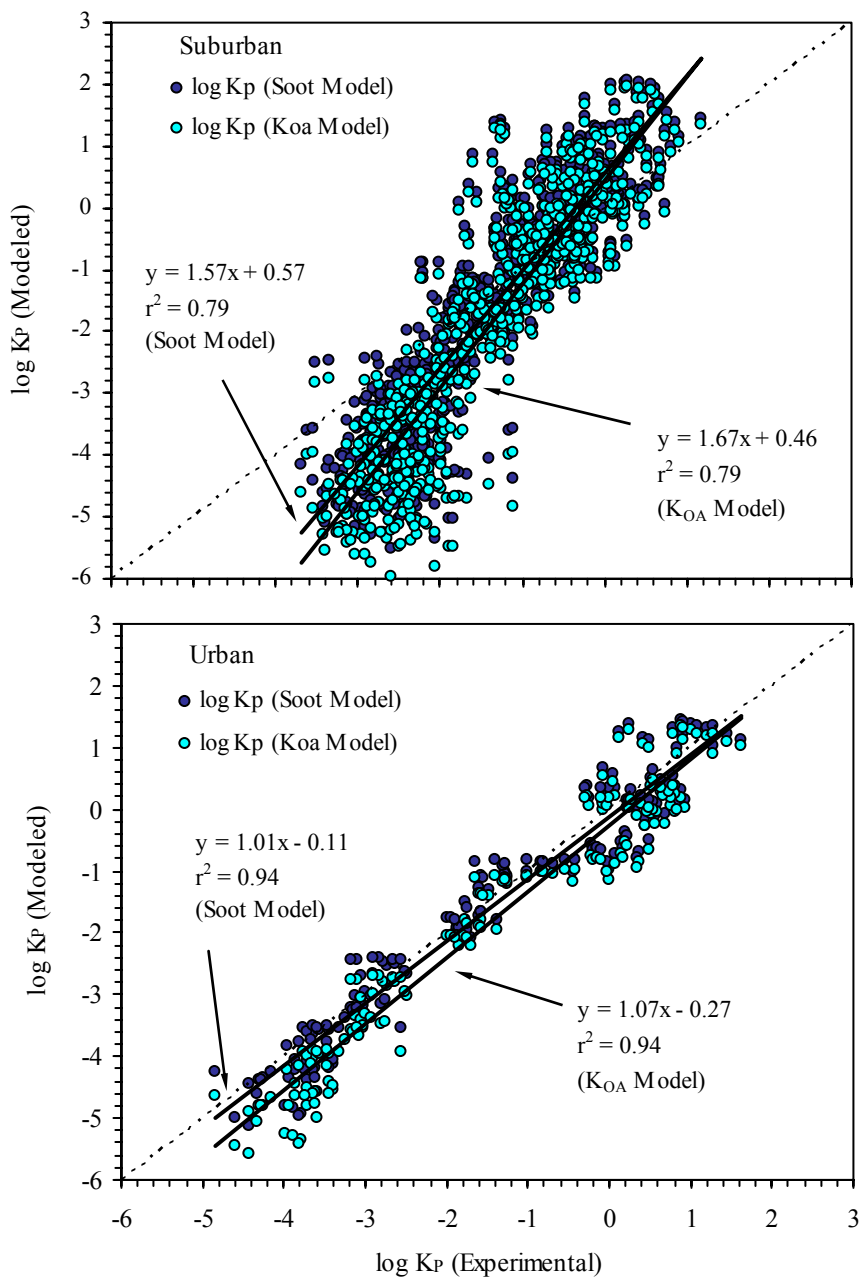 3
Suburban
log Kp (Soot Model)
2
log Kp (Koa Model)
1
0
log KP (Modeled)
-1
y = 1.57x + 0.57
r² = 0.79
(Soot Model)
-2
-3
y = 1.67x + 0.46
r² = 0.79
(KOA Model)
-4
-5
-6
3
Urban
2
log Kp (Soot Model)
log Kp (Koa Model)
1
0
log KP (Modeled)
y = 1.01x - 0.11
r² = 0.94
(Soot Model)
-1
-2
-3
y = 1.07x - 0.27
r² = 0.94
(KOA Model)
-4
-5
-6
-6 -5 -4 -3 -2 -1 0 1 2 3
log KP (Experimental)